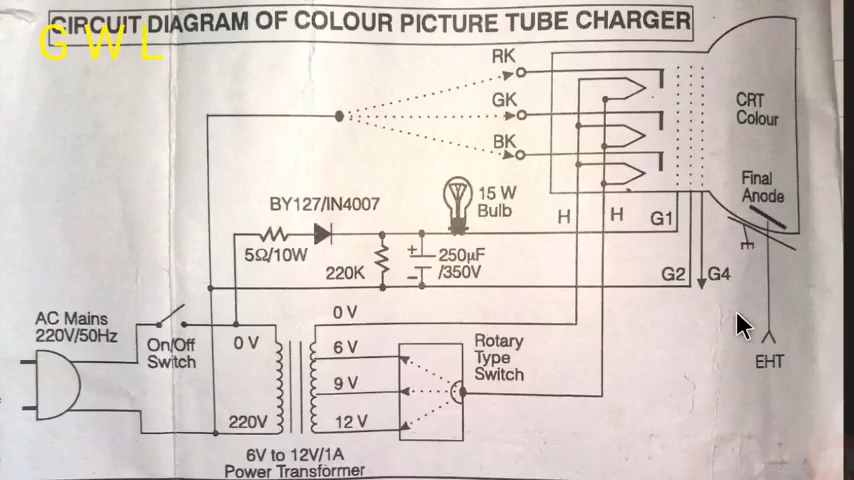 CIRCUIT DIAGRAM OF COLOUR PICTURE TUBE CHARGER
G W L
RK
GK
BK
CRT
Colour
Final
Anode
BY127/IN4007
15 W
Bulb
5Ω/10W
220K
+
250µF
/350V
−
H
H
G1
G2
G4
EHT
AC Mains
220V/50Hz
On/Off
Switch
0 V
220V
0 V
6 V
9 V
12 V
Rotary
Type
Switch
6V to 12V/1A
Power Transformer